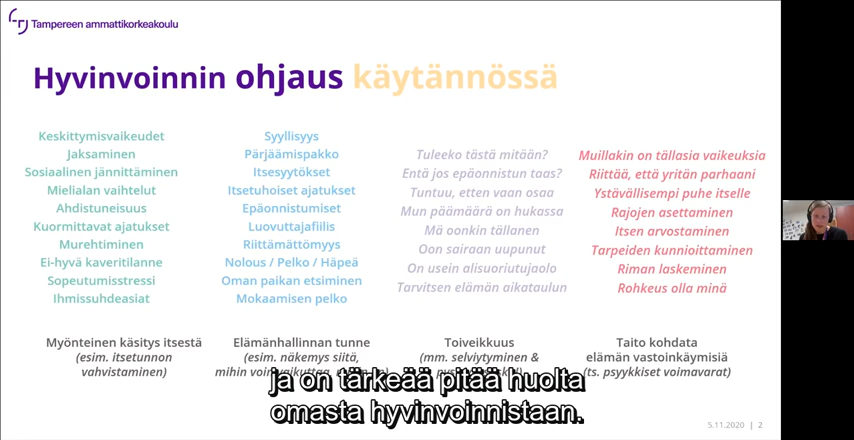 Tampereen ammattikorkeakoulu
Hyvinvoinnin ohjaus käytännössä
Keskittymisvaikeudet
Jaksaminen
Sosiaalinen jännittäminen
Mielialan vaihtelut
Ahdistuneisuus
Kuormittavat ajatukset
Murehtiminen
Ei-hyvä kaveritilanne
Sopeutumisstressi
Ihmissuhdeasiat
Syyllisyys
Pärjäämispakko
Itsesyytökset
Itsetuhoiset ajatukset
Epäonnistumiset
Luovuttajafiilis
Riittämättömyys
Nolous / Pelko / Häpeä
Oman paikan etsiminen
Mokaamisen pelko
Tuleeko tästä mitään?
Entä jos epäonnistun taas?
Tuntuu, etten vaan osaa
Mun päämäärä on hukassa
Mä oonkin tällanen
Oon sairaan uupunut
On usein alisuoriutujaolo
Tarvitsen elämän aikataulun
Muillakin on tällasia vaikeuksia
Riittää, että yritän parhaani
Ystävällisempi puhe itselle
Rajojen asettaminen
Itsen arvostaminen
Tarpeiden kunnioittaminen
Riman laskeminen
Rohkeus olla minä
Myönteinen käsitys itsestä
(esim. itsetunnon
vahvistaminen)
Elämänhallinnan tunne
(esim. näkemys siitä,
mihin voin
Toiveikkuus
(mm. selviytyminen &
Taito kohdata
elämän vastoinkäymisiä
(ts. psyykkiset voimavarat)
ja on tärkeää pitää huolta
omasta hyvinvoinnistaan.
5.11.2020 | 2